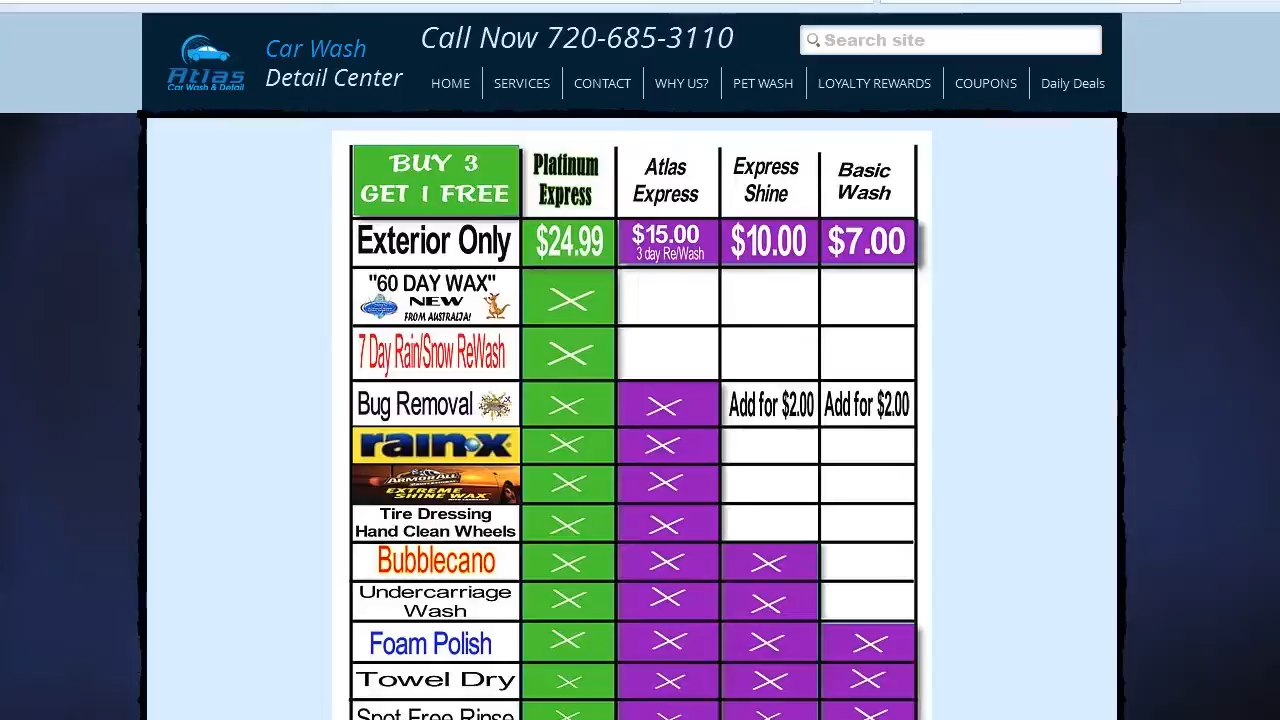 Call Now 720-685-3110
Search site
Car Wash
Detail Center
Atlas
Car Wash & Detail
HOME SERVICES CONTACT WHY US? PET WASH LOYALTY REWARDS COUPONS Daily Deals
BUY 3
GET 1 FREE
Platinum
Express
Atlas
Express
Express
Shine
Basic
Wash
Exterior Only $24.99 $15.00 $10.00 $7.00
3 day Re/Wash
"60 DAY WAX"
NEW
FROM AUSTRALIA!
7 Day Rain/Snow ReWash
Bug Removal Add for $2.00 Add for $2.00
rain-x
ARMOR ALL
EXTREME
SHINE WAX
Tire Dressing
Hand Clean Wheels
Bubblecano
Undercarriage
Wash
Foam Polish
Towel Dry
Spot Free Rinse